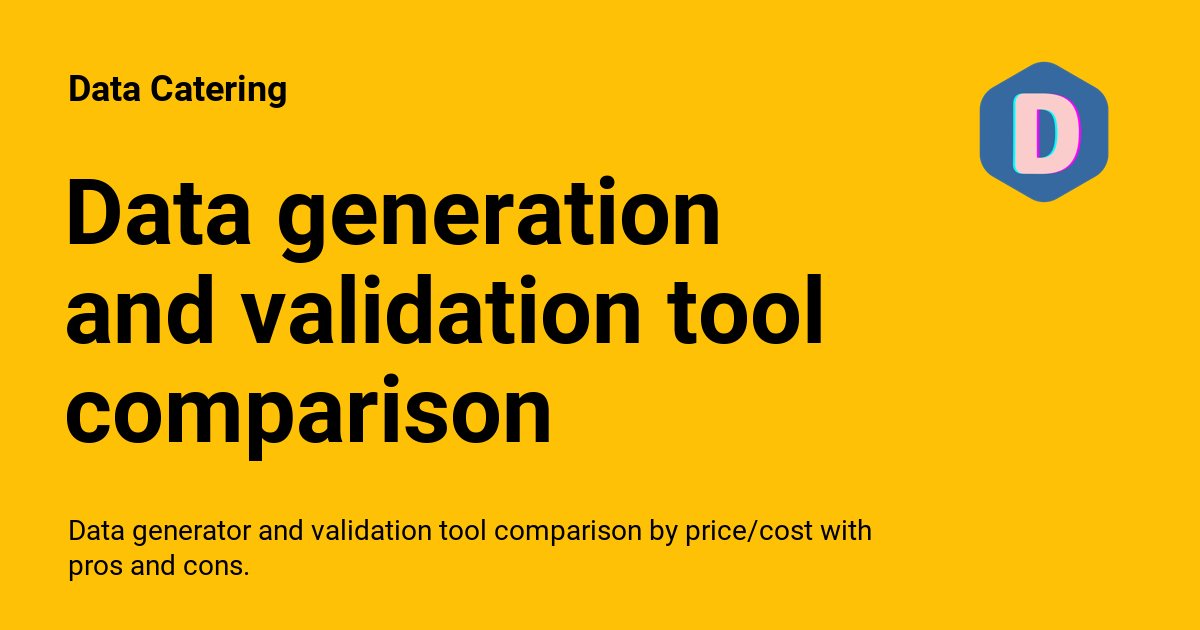 Data Catering
D
Data generation
and validation tool
comparison
Data generator and validation tool comparison by price/cost with
pros and cons.